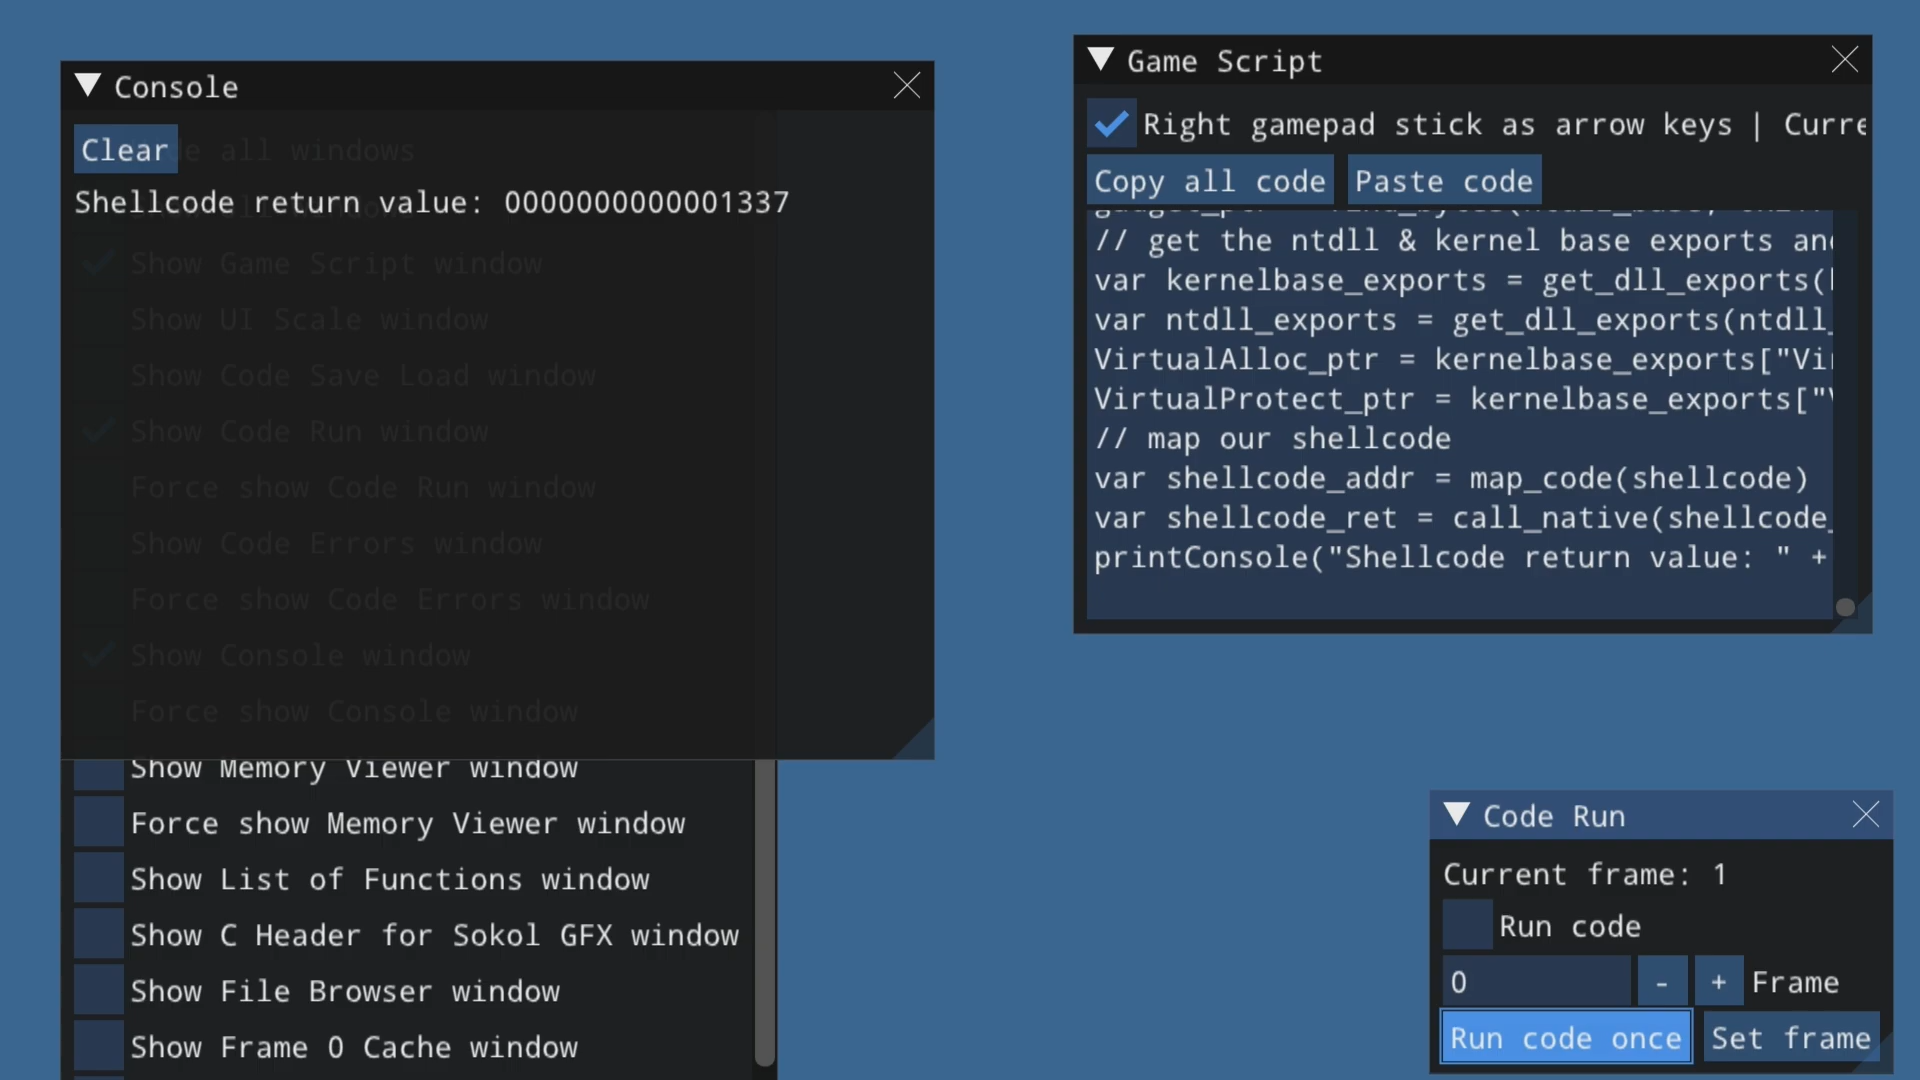 Console
Clear
de all windows
Shellcode return value: 0000000000001337
Show Game Script window
Show UI Scale window
Show Code Save Load window
Show Code Run window
Force show Code Run window
Show Code Errors window
Force show Code Errors window
Show Console window
Force show Console window
Show Memory Viewer window
Force show Memory Viewer window
Show List of Functions window
Show C Header for Sokol GFX window
Show File Browser window
Show Frame 0 Cache window
Game Script
Right gamepad stick as arrow keys | Curre
Copy all code Paste code
// get the ntdll & kernel base exports and
var kernelbase_exports = get_dll_exports(
var ntdll_exports = get_dll_exports(ntdll_
VirtualAlloc_ptr = kernelbase_exports["Vi
VirtualProtect_ptr = kernelbase_exports["
// map our shellcode
var shellcode_addr = map_code(shellcode)
var shellcode_ret = call_native(shellcode_
printConsole("Shellcode return value: " +
Code Run
Current frame: 1
Run code
0 - + Frame
Run code once Set frame